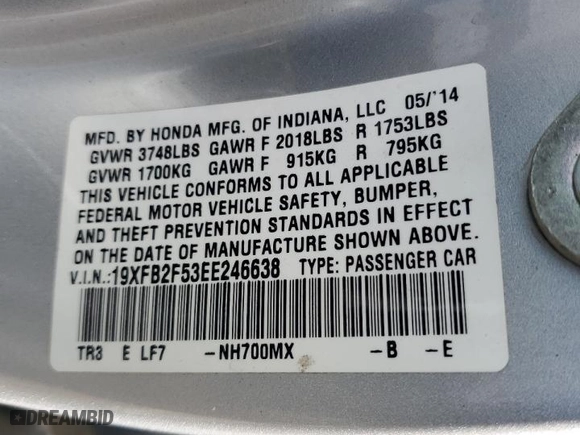 MFD. BY HONDA MFG. OF INDIANA, LLC 05/'14
GVWR 3748LBS GAWR F 2018LBS R 1753LBS
GVWR 1700KG GAWR F 915KG R 795KG
THIS VEHICLE CONFORMS TO ALL APPLICABLE
FEDERAL MOTOR VEHICLE SAFETY, BUMPER,
AND THEFT PREVENTION STANDARDS IN EFFECT
ON THE DATE OF MANUFACTURE SHOWN ABOVE.
V.I.N.:19XFB2F53EE246638 TYPE: PASSENGER CAR
TR3 E LF7 -NH700MX -B -E
DREAMBID